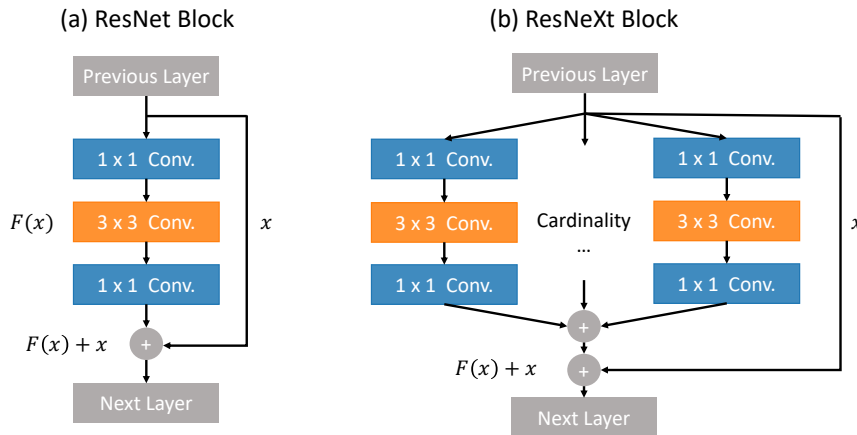 (a) ResNet Block
Previous Layer
1 x 1 Conv.
F(x)
3 x 3 Conv.
x
1 x 1 Conv.
F(x) + x
+
Next Layer
(b) ResNeXt Block
Previous Layer
1 x 1 Conv.
1 x 1 Conv.
3 x 3 Conv.
Cardinality
...
3 x 3 Conv.
x
1 x 1 Conv.
1 x 1 Conv.
+
F(x) + x
+
Next Layer